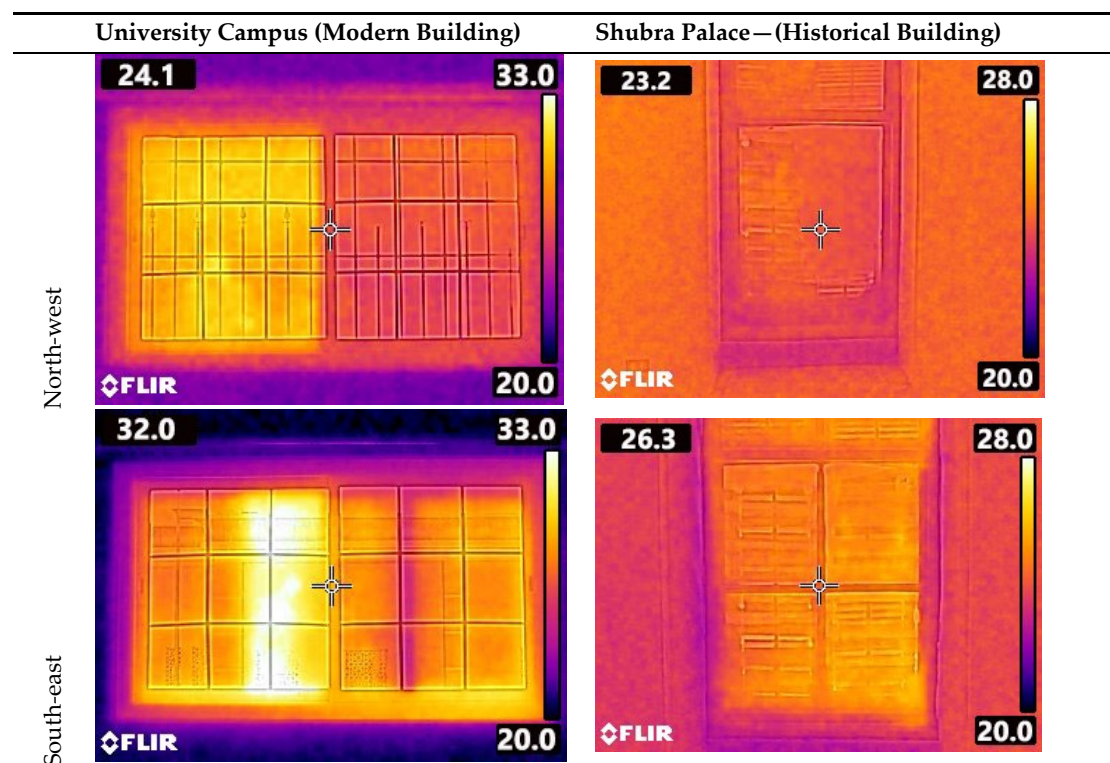 University Campus (Modern Building) Shubra Palace—(Historical Building)
North-west
24.1 33.0
FLIR 20.0
23.2 28.0
FLIR 20.0
South-east
32.0 33.0
FLIR 20.0
26.3 28.0
FLIR 20.0